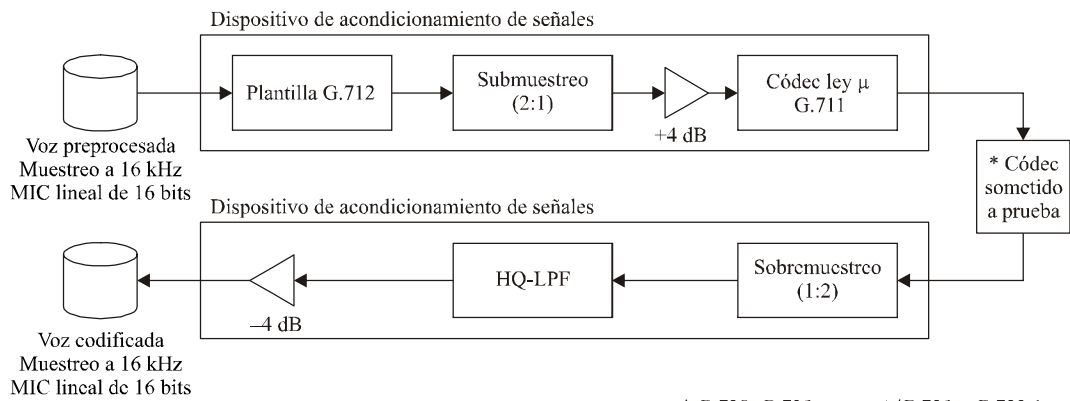 Dispositivo de acondicionamiento de señales
Plantilla G.712
Submuestreo
(2:1)
+4 dB
Códec ley µ
G.711
Voz preprocesada
Muestreo a 16 kHz
MIC lineal de 16 bits
* Códec
sometido
a prueba
Dispositivo de acondicionamiento de señales
Sobremuestreo
(1:2)
HQ-LPF
–4 dB
Voz codificada
Muestreo a 16 kHz
MIC lineal de 16 bits